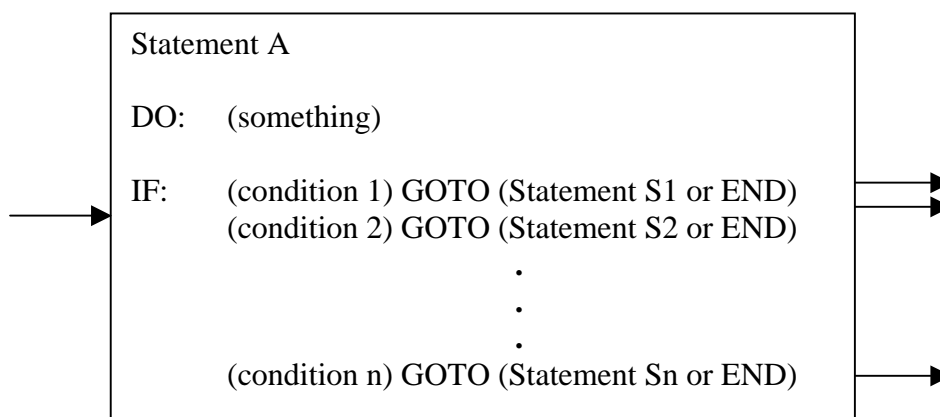 Statement A
DO: (something)
IF: (condition 1) GOTO (Statement S1 or END)
(condition 2) GOTO (Statement S2 or END)
.
.
.
(condition n) GOTO (Statement Sn or END)